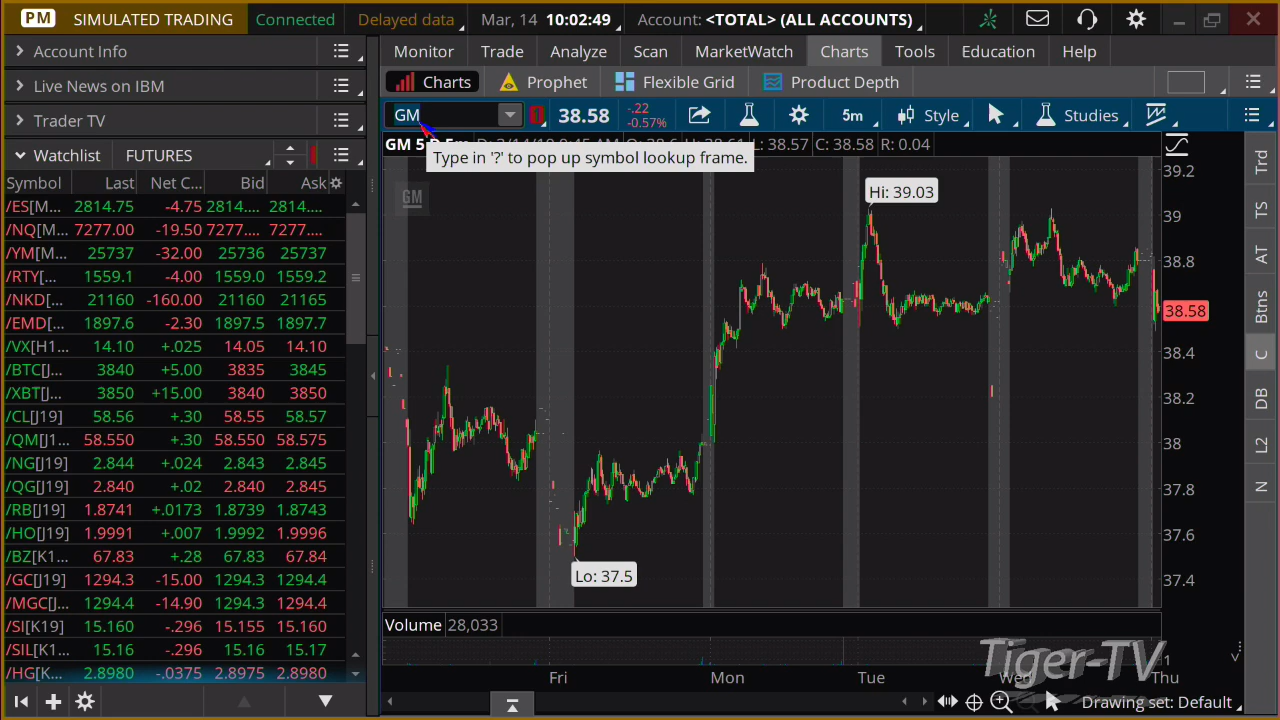 PM SIMULATED TRADING Connected Delayed data Mar, 14 10:02:49 Account: <TOTAL> (ALL ACCOUNTS)
Account Info
Live News on IBM
Trader TV
Watchlist FUTURES
Symbol Last Net C... Bid Ask
/ES[M... 2814.75 -4.75 2814.... 2814....
/NQ[M... 7277.00 -19.50 7277.... 7277....
/YM[M... 25737 -32.00 25736 25737
/RTY[... 1559.1 -4.00 1559.0 1559.2
/NKD[... 21160 -160.00 21160 21165
/EMD[... 1897.6 -2.30 1897.5 1897.7
/VX[H1... 14.10 +.025 14.05 14.10
/BTC[... 3840 +5.00 3835 3845
/XBT[J... 3850 +15.00 3840 3850
/CL[J19] 58.56 +.30 58.55 58.57
/QM[J1... 58.550 +.30 58.550 58.575
/NG[J19] 2.844 +.024 2.843 2.845
/QG[J19] 2.840 +.02 2.840 2.845
/RB[J19] 1.8741 +.0173 1.8739 1.8743
/HO[J19] 1.9991 +.007 1.9992 1.9996
/BZ[K1... 67.83 +.28 67.83 67.84
/GC[J19] 1294.3 -15.00 1294.3 1294.4
/MGC[J... 1294.4 -14.90 1294.3 1294.4
/SI[K19] 15.160 -.296 15.155 15.160
/SIL[K1... 15.16 -.296 15.16 15.17
/HG[K... 2.8980 -.0375 2.8975 2.8980
Monitor Trade Analyze Scan MarketWatch Charts Tools Education Help
Charts Prophet Flexible Grid Product Depth
GM 38.58 -.22 -0.57% 5m Style Studies
L: 38.57 C: 38.58 R: 0.04
Type in '?' to pop up symbol lookup frame.
GM
Hi: 39.03
Lo: 37.5
39.2
39
38.8
38.58
38.4
38.2
38
37.8
37.6
37.4
Volume 28,033
Tiger-TV
Fri Mon Tue Wed Thu
Drawing set: Default
Trd
TS
AT
Btns
C
DB
L2
N